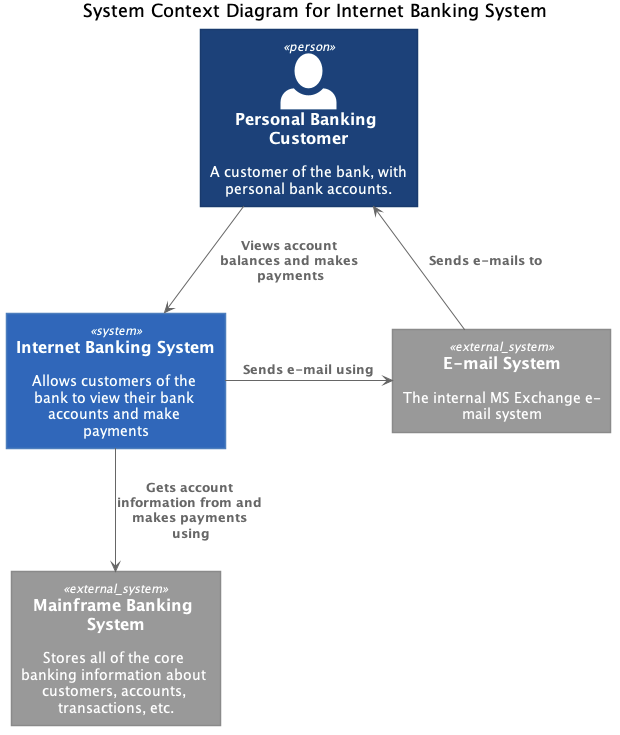 System Context Diagram for Internet Banking System
«person»
Personal Banking
Customer
A customer of the bank, with
personal bank accounts.
Views account
balances and makes
payments
Sends e-mails to
«system»
Internet Banking System
Allows customers of the
bank to view their bank
accounts and make
payments
Sends e-mail using
«external_system»
E-mail System
The internal MS Exchange e-
mail system
Gets account
information from and
makes payments
using
«external_system»
Mainframe Banking
System
Stores all of the core
banking information about
customers, accounts,
transactions, etc.